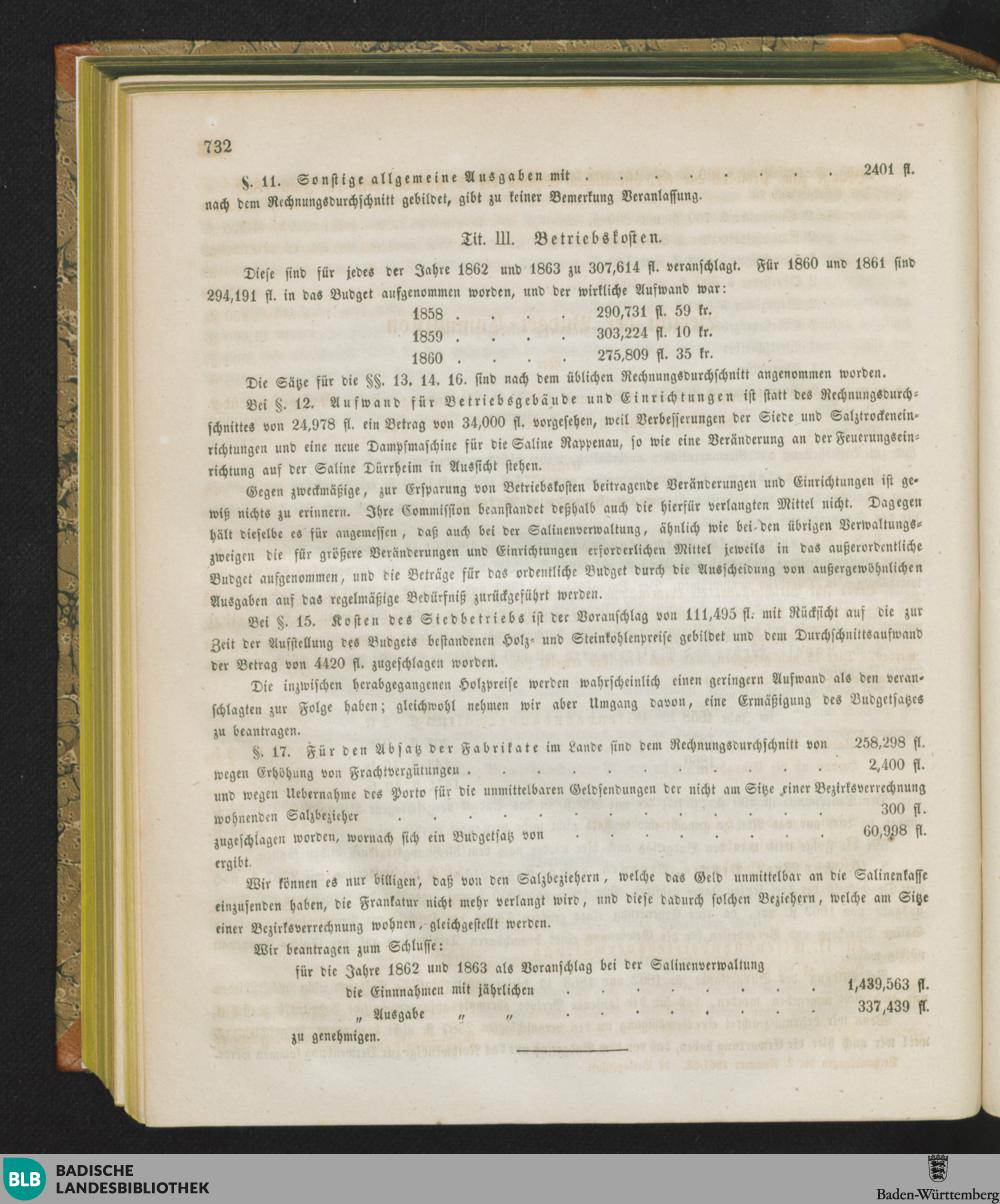 732
§. 11. Sonstige allgemeine Ausgaben mit . . . . . . . . 2401 fl.
nach dem Rechnungsdurchschnitt gebildet, gibt zu keiner Bemerkung Veranlassung.
Tit. III. Betriebskosten.
Diese sind für jedes der Jahre 1862 und 1863 zu 307,614 fl. veranschlagt. Für 1860 und 1861 sind
294,191 fl. in das Budget aufgenommen worden, und der wirkliche Aufwand war:
1858 . . . . 290,731 fl. 59 kr.
1859 . . . . 303,224 fl. 10 kr.
1860 . . . . 275,809 fl. 35 kr.
Die Sätze für die §§. 13. 14. 16. sind nach dem üblichen Rechnungsdurchschnitt angenommen worden.
Bei §. 12. Aufwand für Betriebsgebäude und Einrichtungen ist statt des Rechnungsdurch-
schnittes von 24,978 fl. ein Betrag von 34,000 fl. vorgesehen, weil Verbesserungen der Siede und Salztrockenein-
richtungen und eine neue Dampfmaschine für die Saline Rappenau, so wie eine Veränderung an der Feuerungsein-
richtung auf der Saline Dürrheim in Aussicht stehen.
Gegen zweckmäßige, zur Ersparung von Betriebskosten beitragende Veränderungen und Einrichtungen ist ge-
wiß nichts zu erinnern. Ihre Commission beanstandet deßhalb auch die hierfür verlangten Mittel nicht. Dagegen
hält dieselbe es für angemessen, daß auch bei der Salinenverwaltung, ähnlich wie bei den übrigen Verwaltungs-
zweigen die für größere Veränderungen und Einrichtungen erforderlichen Mittel jeweils in das außerordentliche
Budget aufgenommen, und die Beträge für das ordentliche Budget durch die Ausscheidung von außergewöhnlichen
Ausgaben auf das regelmäßige Bedürfniß zurückgeführt werden.
Bei §. 15. Kosten des Siedbetriebs ist der Voranschlag von 111,495 fl. mit Rücksicht auf die zur
Zeit der Aufstellung des Budgets bestandenen Holz- und Steinkohlenpreise gebildet und dem Durchschnittsaufwand
der Betrag von 4420 fl. zugeschlagen worden.
Die inzwischen herabgegangenen Holzpreise werden wahrscheinlich einen geringern Aufwand als den veran-
schlagten zur Folge haben; gleichwohl nehmen wir aber Umgang davon, eine Ermäßigung des Budgetsatzes
zu beantragen.
§. 17. Für den Absatz der Fabrikate im Lande sind dem Rechnungsdurchschnitt von 258,298 fl.
wegen Erhöhung von Frachtvergütungen . . . . . . . . . . . 2,400 fl.
und wegen Uebernahme des Porto für die unmittelbaren Geldsendungen der nicht am Sitze einer Bezirksverrechnung
wohnenden Salzbezieher . . . . . . . . . . . . . 300 fl.
zugeschlagen worden, wornach sich ein Budgetsatz von . . . . . . . . 60,998 fl.
ergibt.
Wir können es nur billigen, daß von den Salzbeziehern, welche das Geld unmittelbar an die Salinenkasse
einzusenden haben, die Frankatur nicht mehr verlangt wird, und diese dadurch solchen Beziehern, welche am Sitze
einer Bezirksverrechnung wohnen, gleichgestellt werden.
Wir beantragen zum Schlusse:
für die Jahre 1862 und 1863 als Voranschlag bei der Salinenverwaltung
die Einnnahmen mit jährlichen . . . . . . . . 1,439,563 fl.
„ Ausgabe „ „ . . . . . . . . 337,439 fl.
zu genehmigen.
BLB BADISCHE
LANDESBIBLIOTHEK
Baden-Württemberg